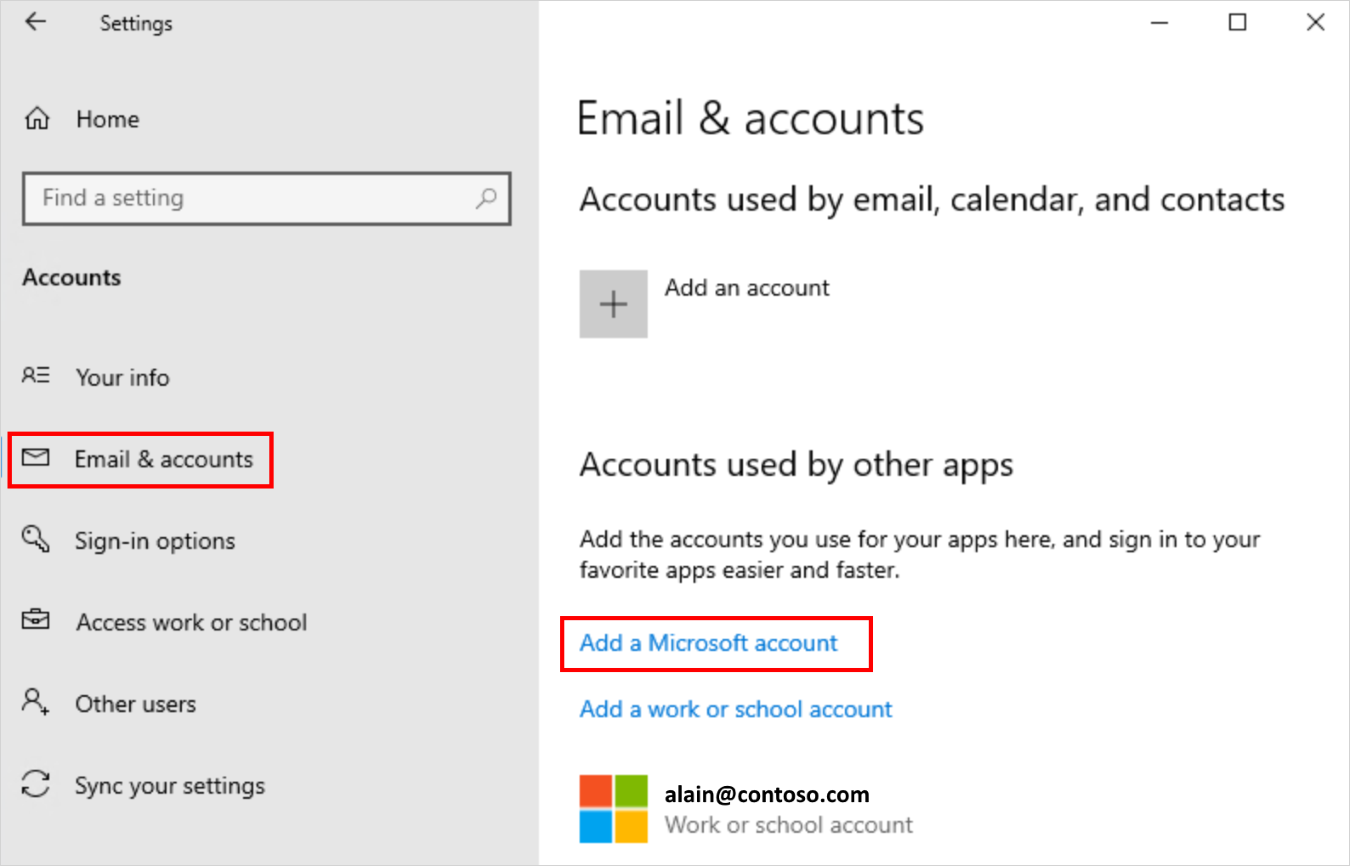 Settings
Home
Find a setting
Accounts
Your info
Email & accounts
Sign-in options
Access work or school
Other users
Sync your settings
Email & accounts
Accounts used by email, calendar, and contacts
Add an account
Accounts used by other apps
Add the accounts you use for your apps here, and sign in to your
favorite apps easier and faster.
Add a Microsoft account
Add a work or school account
alain@contoso.com
Work or school account